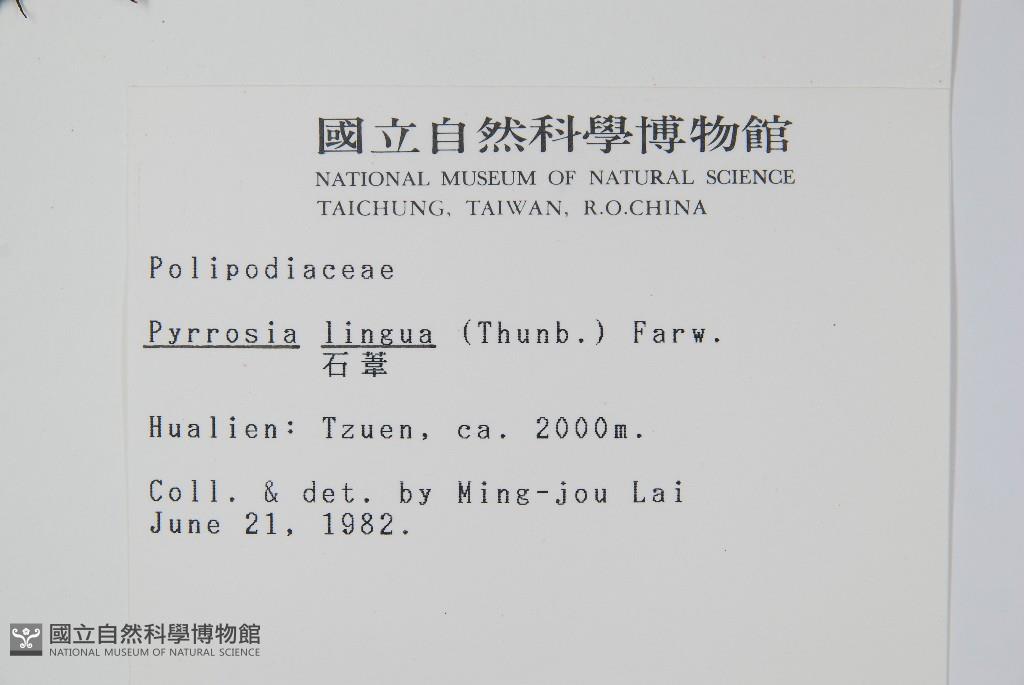 國立自然科學博物館
NATIONAL MUSEUM OF NATURAL SCIENCE
TAICHUNG, TAIWAN, R.O.CHINA
Polipodiaceae
Pyrrosia lingua (Thunb.) Farw.
石葦
Hualien: Tzuen, ca. 2000m.
Coll. & det. by Ming-jou Lai
June 21, 1982.
國立自然科學博物館
NATIONAL MUSEUM OF NATURAL SCIENCE